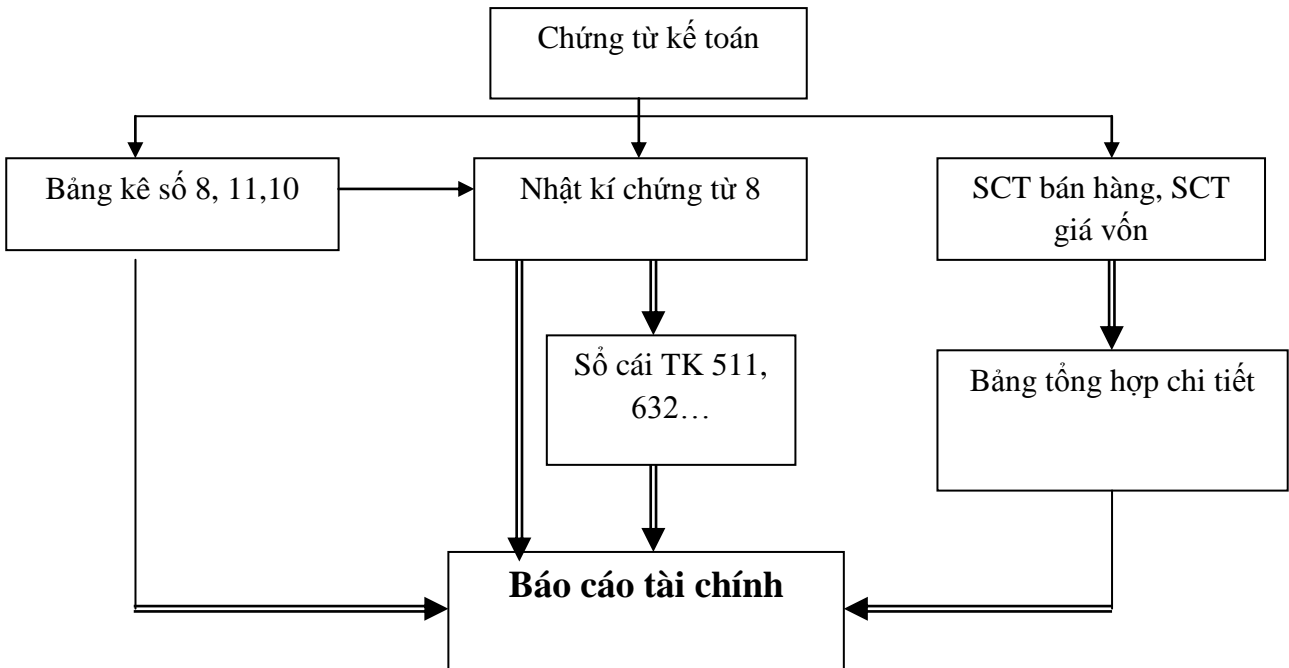 Chứng từ kế toán
Bảng kê số 8, 11,10
Nhật kí chứng từ 8
SCT bán hàng, SCT
giá vốn
Sổ cái TK 511,
632…
Bảng tổng hợp chi tiết
Báo cáo tài chính